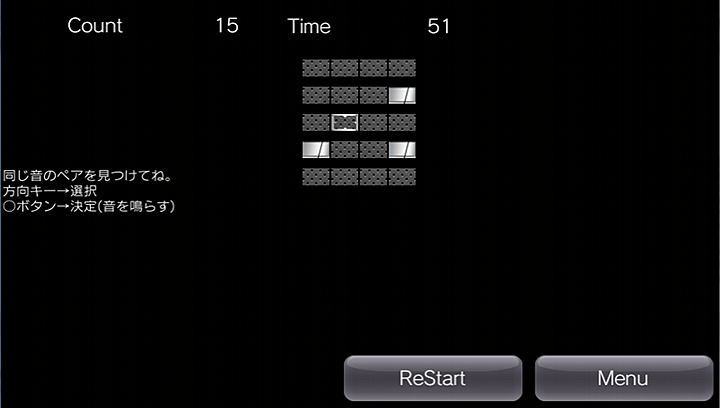 Count 15 Time 51
同じ音のペアを見つけてね。
方向キー→選択
○ボタン→決定(音を鳴らす)
ReStart Menu